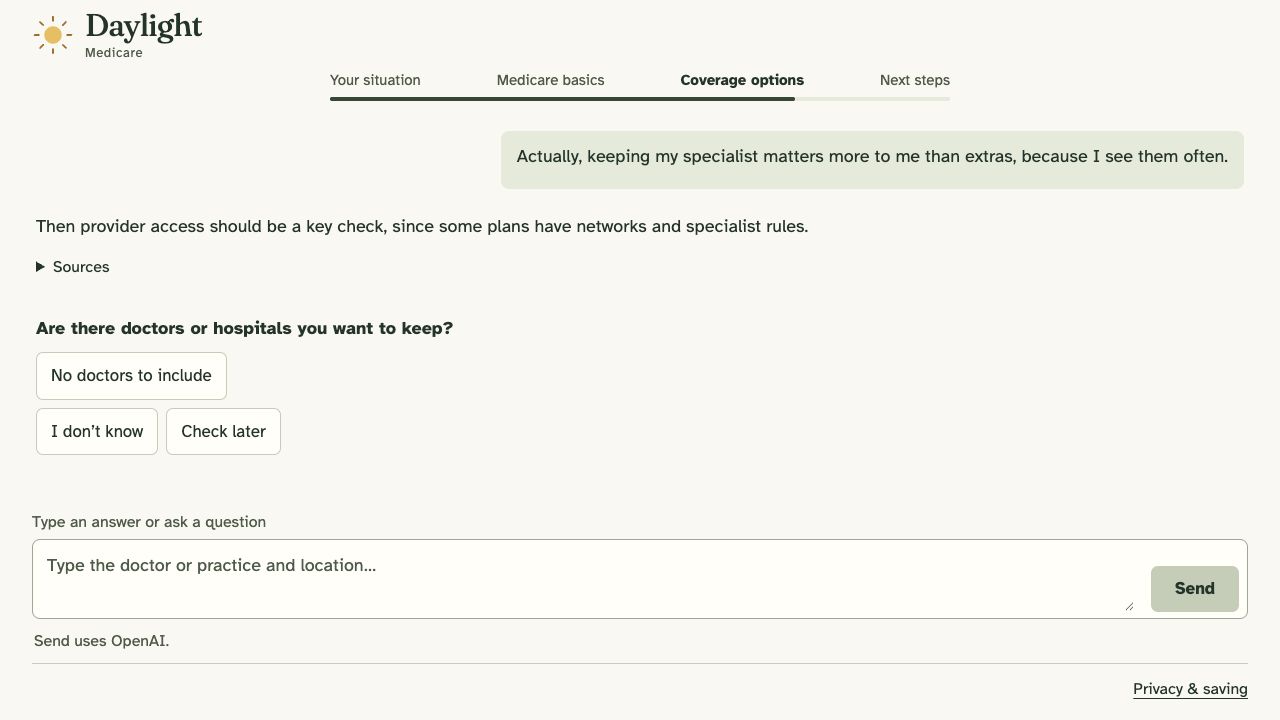 Daylight
Medicare
Your situation
Medicare basics
Coverage options
Next steps
Actually, keeping my specialist matters more to me than extras, because I see them often.
Then provider access should be a key check, since some plans have networks and specialist rules.
Sources
Are there doctors or hospitals you want to keep?
No doctors to include
I don’t know
Check later
Type an answer or ask a question
Type the doctor or practice and location...
Send
Send uses OpenAI.
Privacy & saving